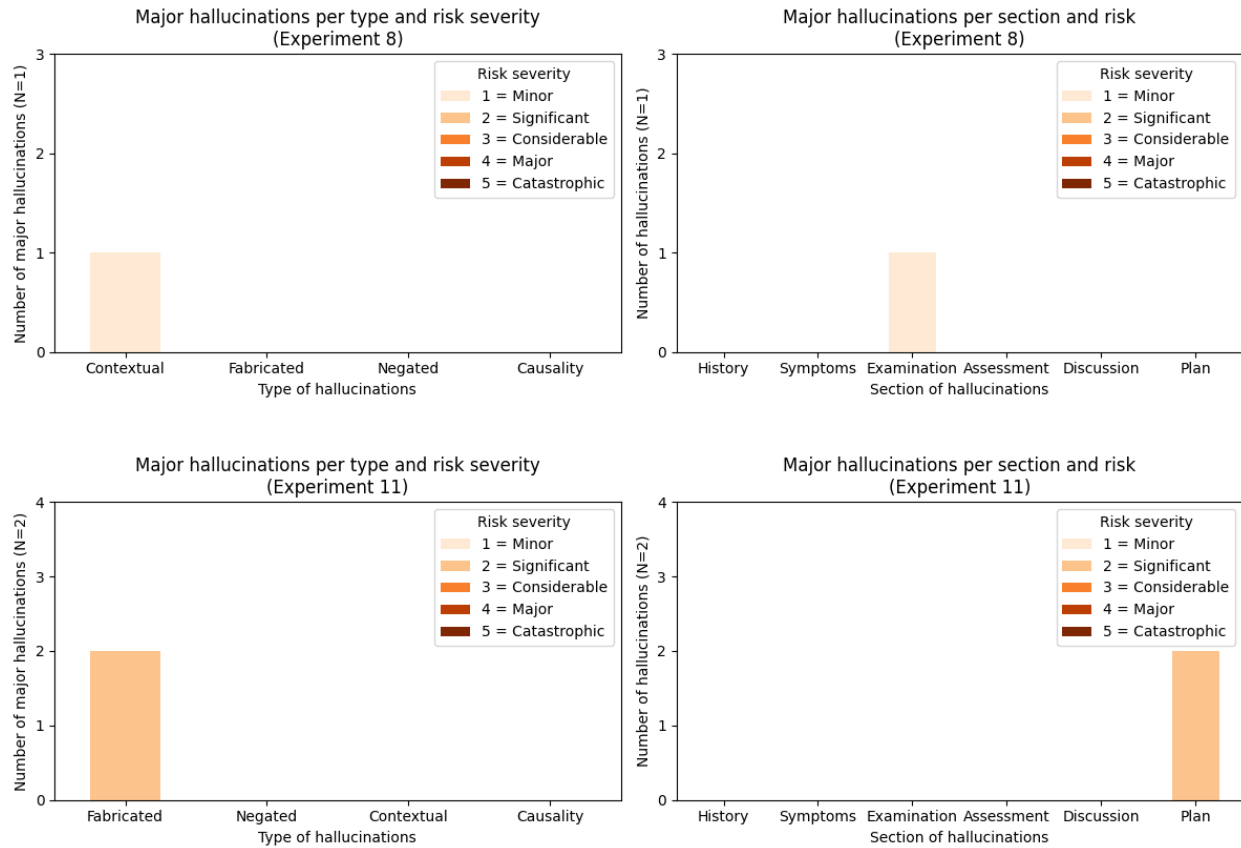 Major hallucinations per type and risk severity
(Experiment 8)
Number of major hallucinations (N=1)
3
2
1
0
Risk severity
1 = Minor
2 = Significant
3 = Considerable
4 = Major
5 = Catastrophic
Contextual Fabricated Negated Causality
Type of hallucinations
Major hallucinations per section and risk
(Experiment 8)
Number of hallucinations (N=1)
3
2
1
0
Risk severity
1 = Minor
2 = Significant
3 = Considerable
4 = Major
5 = Catastrophic
History Symptoms Examination Assessment Discussion Plan
Section of hallucinations
Major hallucinations per type and risk severity
(Experiment 11)
Number of major hallucinations (N=2)
4
3
2
1
0
Risk severity
1 = Minor
2 = Significant
3 = Considerable
4 = Major
5 = Catastrophic
Fabricated Negated Contextual Causality
Type of hallucinations
Major hallucinations per section and risk
(Experiment 11)
Number of hallucinations (N=2)
4
3
2
1
0
Risk severity
1 = Minor
2 = Significant
3 = Considerable
4 = Major
5 = Catastrophic
History Symptoms Examination Assessment Discussion Plan
Section of hallucinations